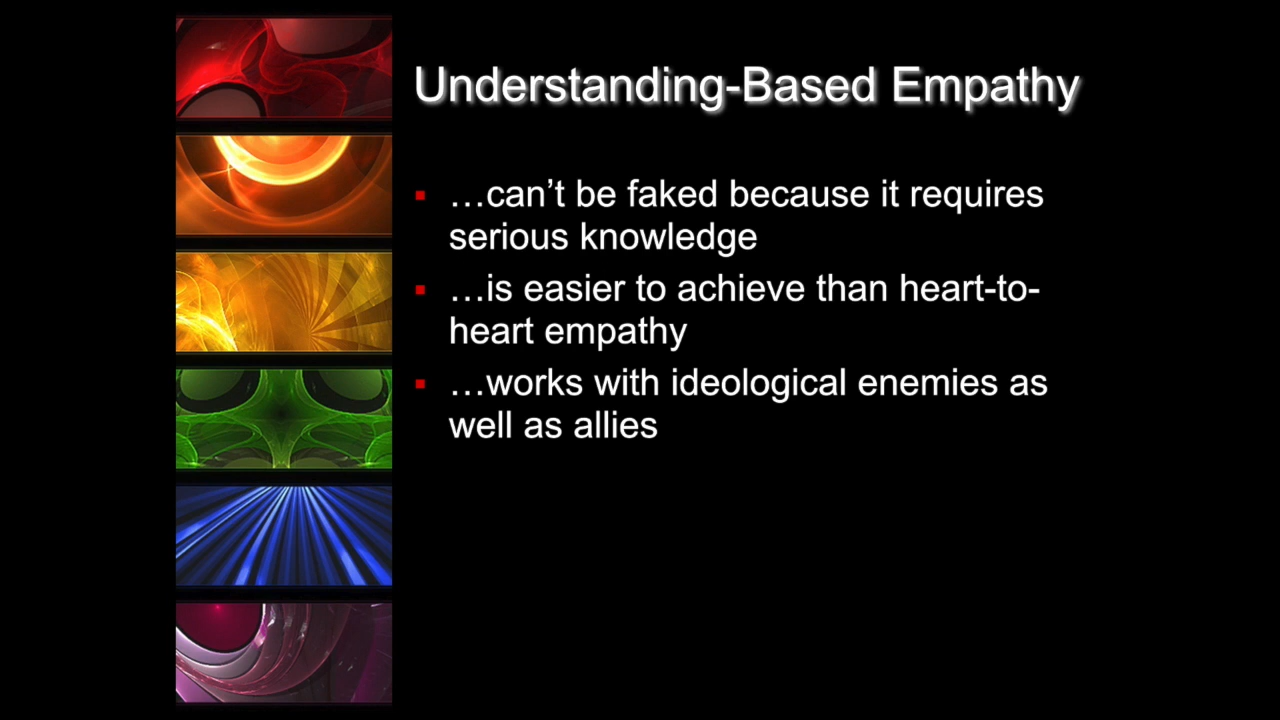 Understanding-Based Empathy
▪ …can’t be faked because it requires
serious knowledge
▪ …is easier to achieve than heart-to-
heart empathy
▪ …works with ideological enemies as
well as allies